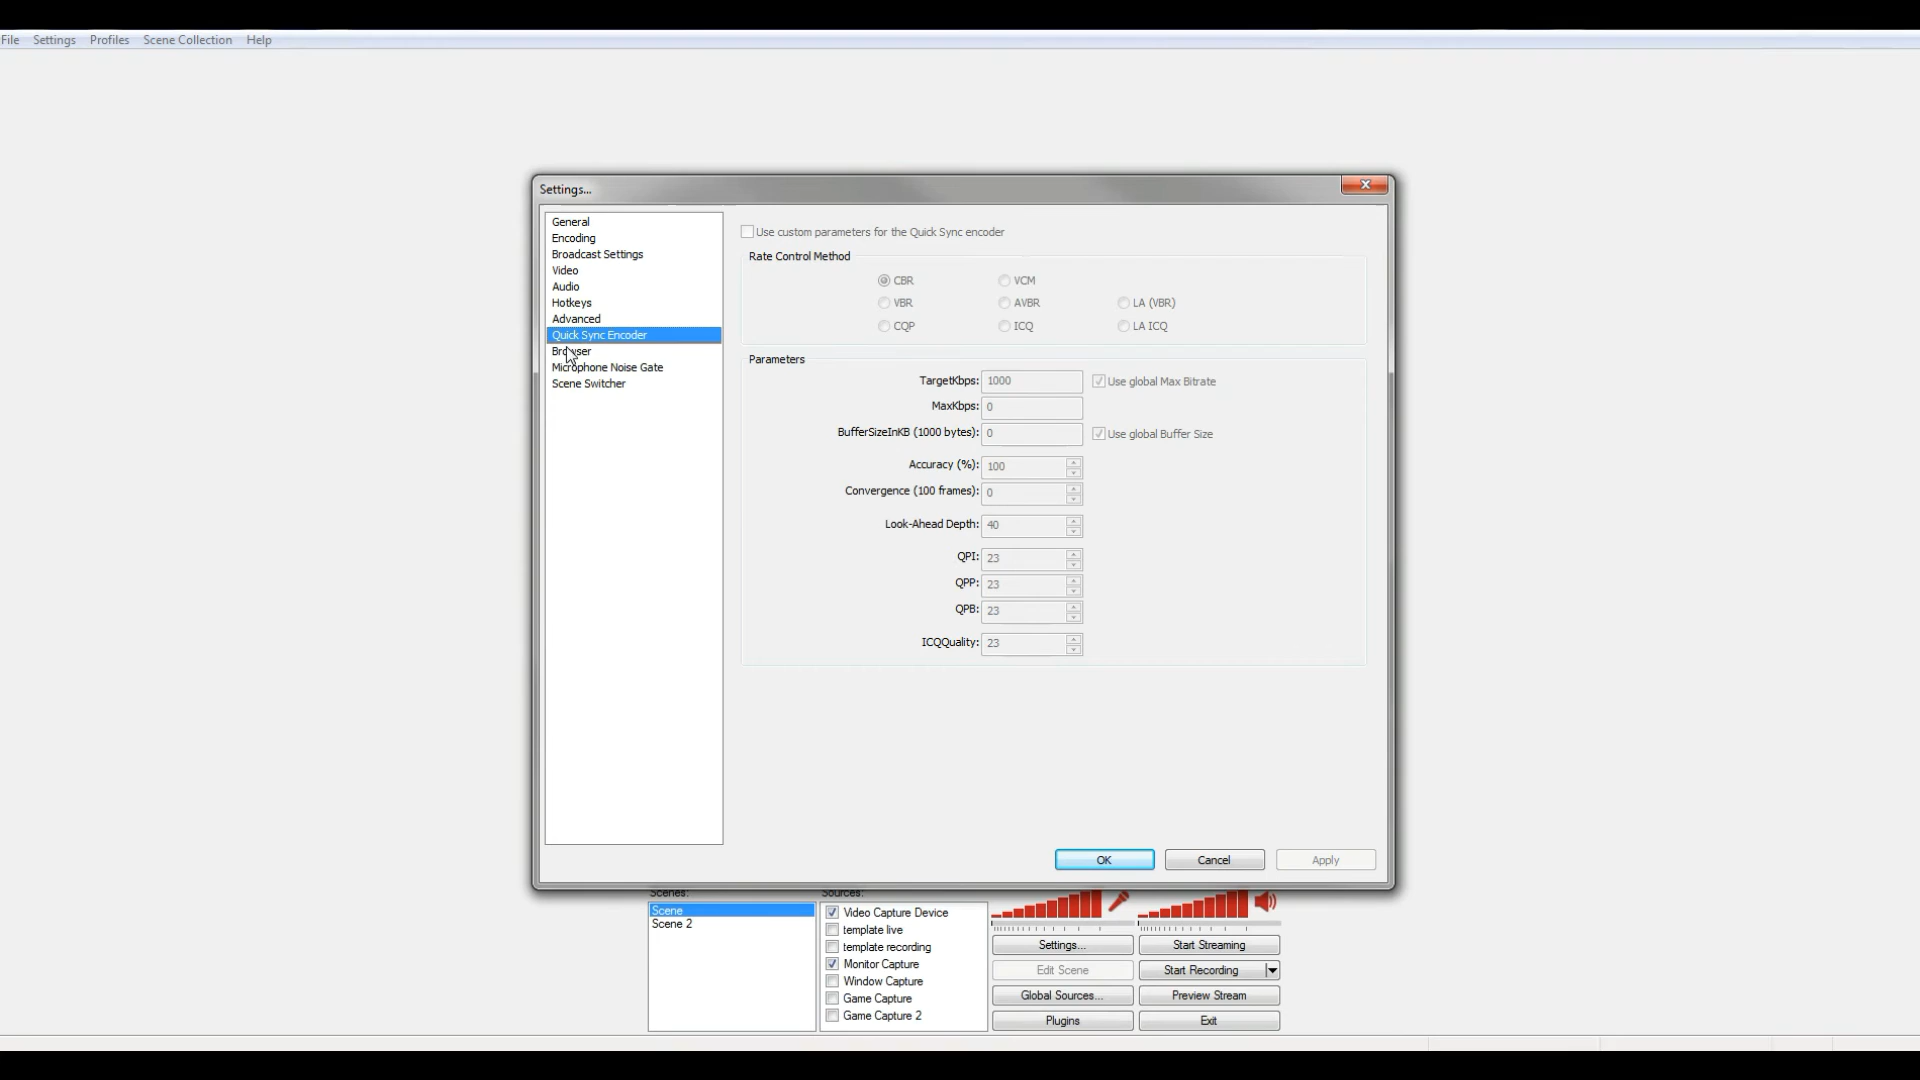 File Settings Profiles Scene Collection Help
Settings...
General
Encoding
Broadcast Settings
Video
Audio
Hotkeys
Advanced
Quick Sync Encoder
Browser
Microphone Noise Gate
Scene Switcher
Use custom parameters for the Quick Sync encoder
Rate Control Method
CBR VCM
VBR AVBR LA (VBR)
CQP ICQ LA ICQ
Parameters
TargetKbps: 1000 Use global Max Bitrate
MaxKbps: 0
BufferSizeInKB (1000 bytes): 0 Use global Buffer Size
Accuracy (%): 100
Convergence (100 frames): 0
Look-Ahead Depth: 40
QPI: 23
QPP: 23
QPB: 23
ICQQuality: 23
OK Cancel Apply
Scenes:
Scene
Scene 2
Sources:
Video Capture Device
template live
template recording
Monitor Capture
Window Capture
Game Capture
Game Capture 2
Settings... Start Streaming
Edit Scene Start Recording
Global Sources... Preview Stream
Plugins Exit